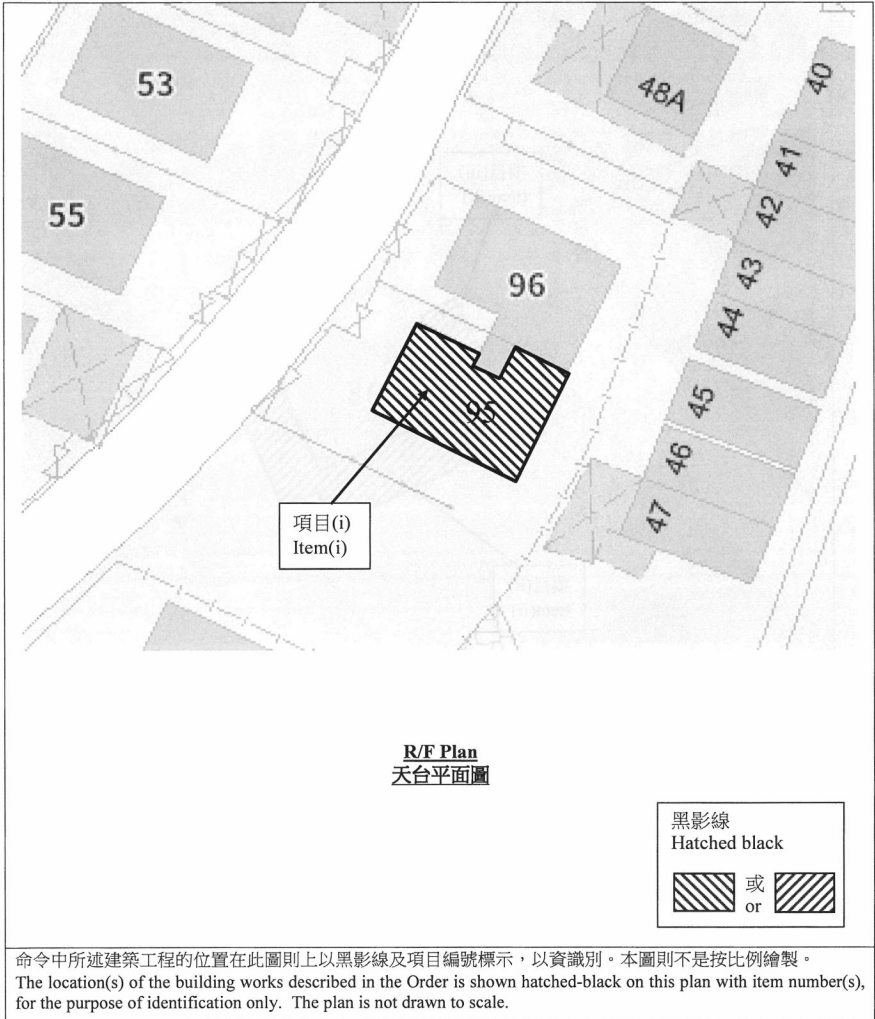 53
48A
40
41
55
42
96
43
44
45
95
46
47
項目(i)
Item(i)
R/F Plan
天台平面圖
黑影線
Hatched black
或
or
命令中所述建築工程的位置在此圖則上以黑影線及項目編號標示，以資識別。本圖則不是按比例繪製。
The location(s) of the building works described in the Order is shown hatched-black on this plan with item number(s),
for the purpose of identification only. The plan is not drawn to scale.